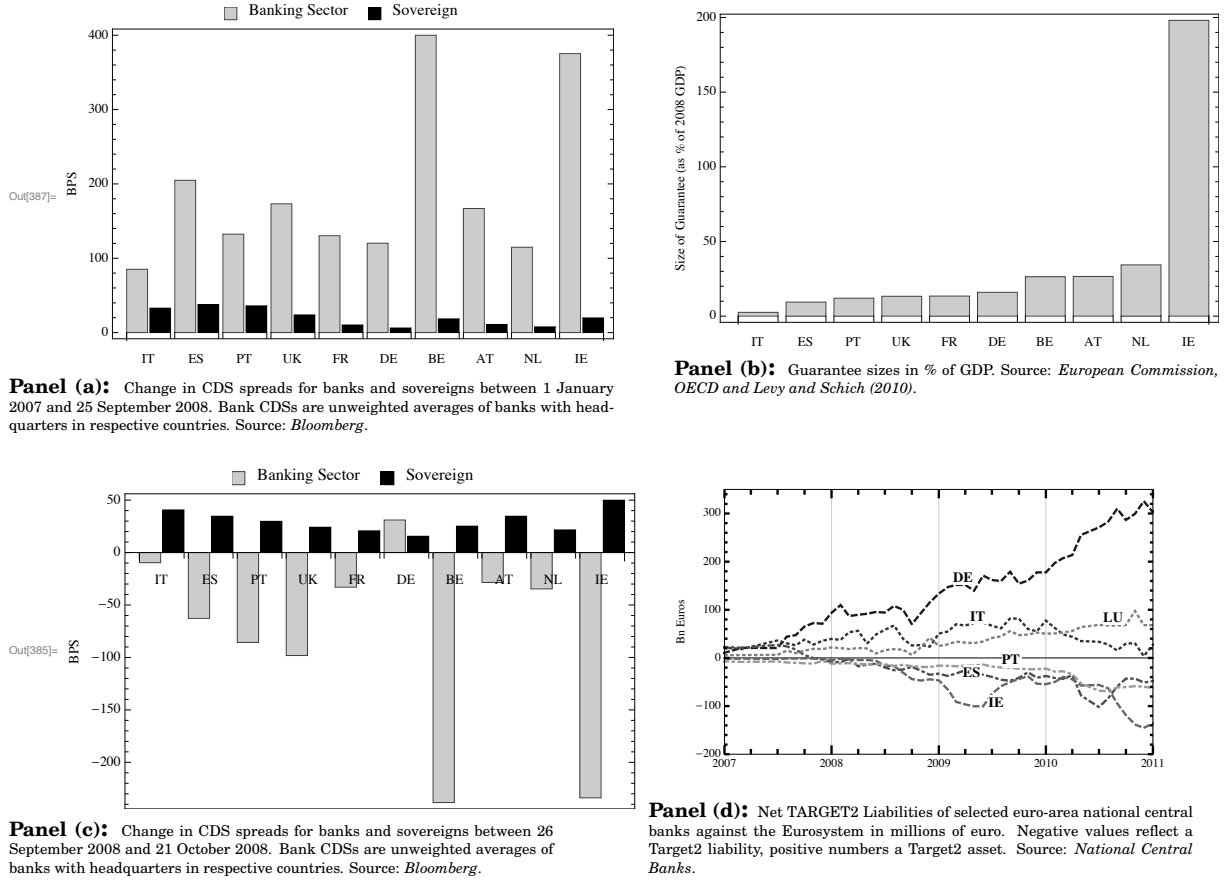 Banking Sector Sovereign
400
300
200
100
0
BPS
Out[387]=
IT ES PT UK FR DE BE AT NL IE
Panel (a): Change in CDS spreads for banks and sovereigns between 1 January
2007 and 25 September 2008. Bank CDSs are unweighted averages of banks with head-
quarters in respective countries. Source: Bloomberg.
200
150
100
50
0
Size of Guarantee (as % of 2008 GDP)
IT ES PT UK FR DE BE AT NL IE
Panel (b): Guarantee sizes in % of GDP. Source: European Commission,
OECD and Levy and Schich (2010).
Banking Sector Sovereign
50
0
−50
−100
−150
−200
BPS
Out[385]=
IT ES PT UK FR DE BE AT NL IE
Panel (c): Change in CDS spreads for banks and sovereigns between 26
September 2008 and 21 October 2008. Bank CDSs are unweighted averages of
banks with headquarters in respective countries. Source: Bloomberg.
300
200
100
0
−100
−200
Bn Euros
DE
IT
LU
PT
ES
IE
2007 2008 2009 2010 2011
Panel (d): Net TARGET2 Liabilities of selected euro-area national central
banks against the Eurosystem in millions of euro. Negative values reflect a
Target2 liability, positive numbers a Target2 asset. Source: National Central
Banks.